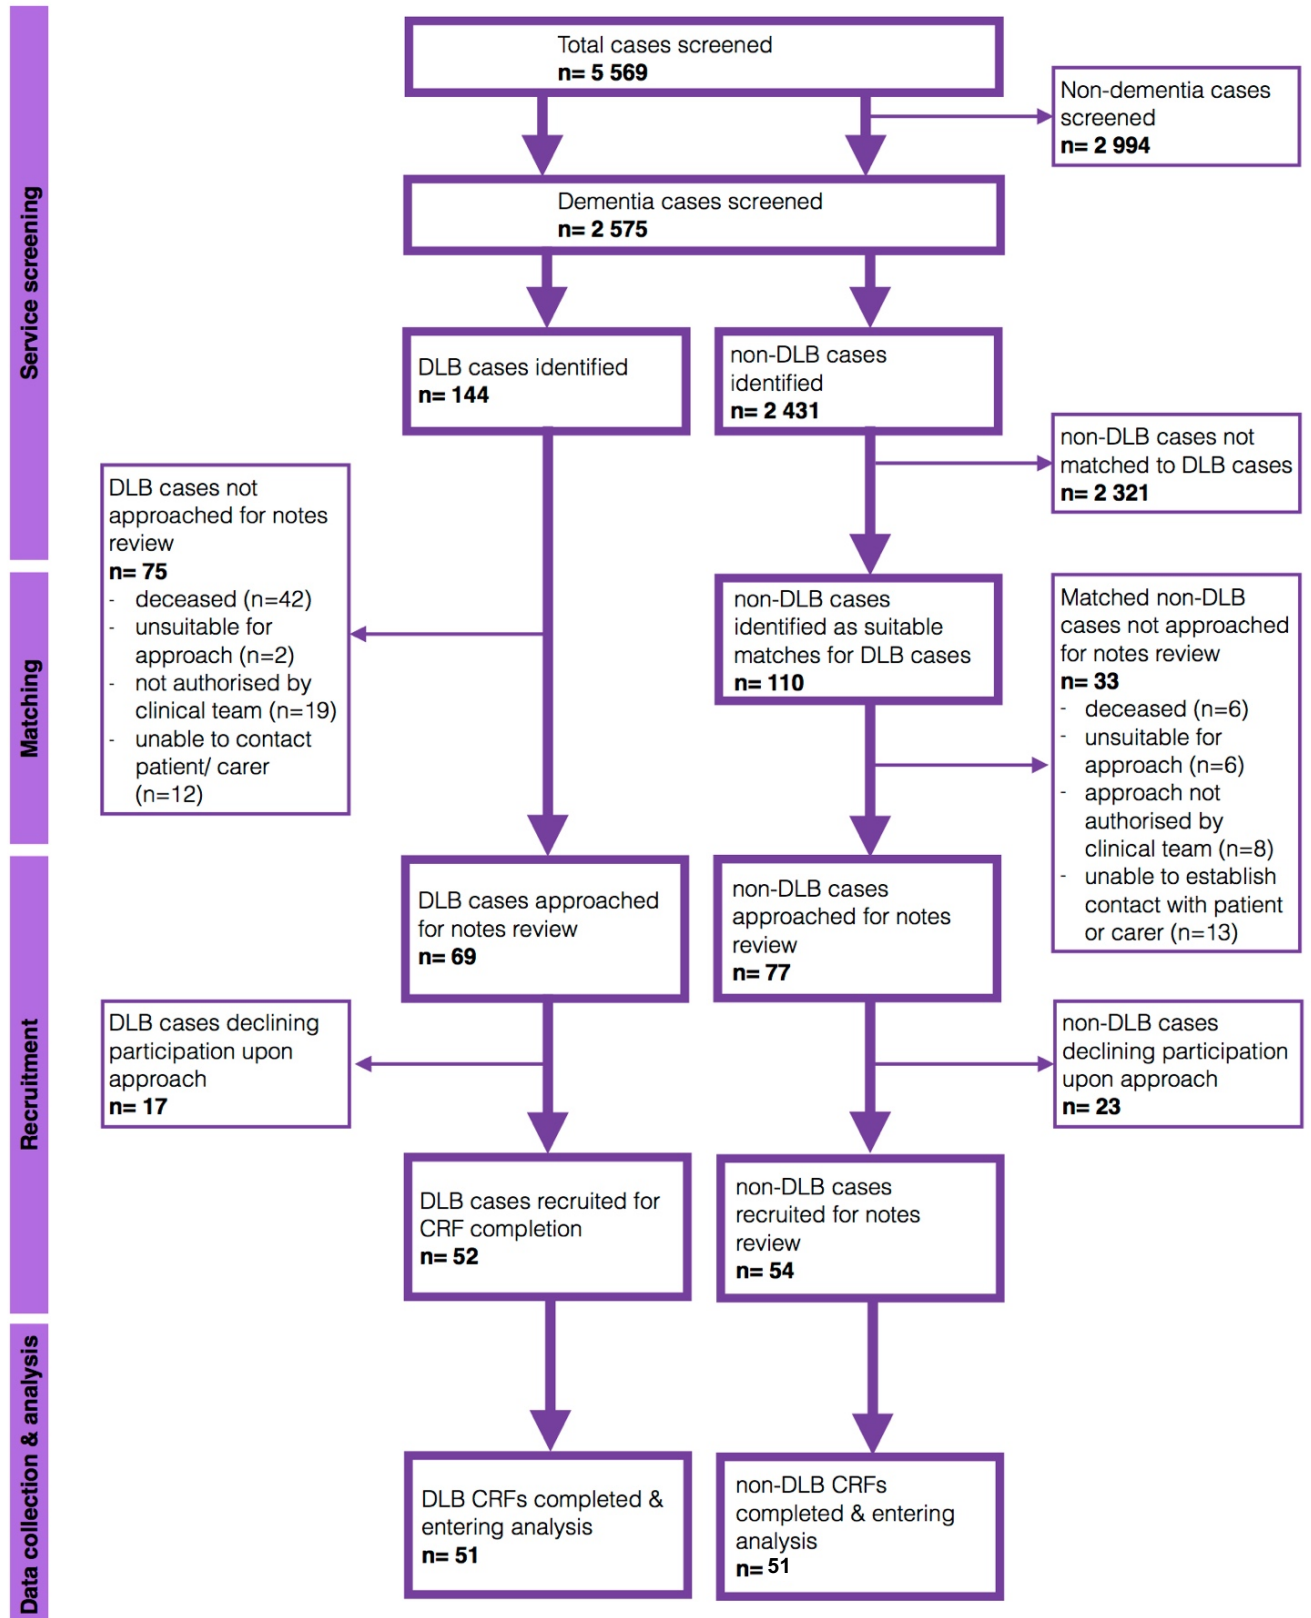 Service screening
Total cases screened
n= 5 569
Non-dementia cases
screened
n= 2 994
Dementia cases screened
n= 2 575
DLB cases identified
n= 144
non-DLB cases
identified
n= 2 431
non-DLB cases not
matched to DLB cases
n= 2 321
DLB cases not
approached for notes
review
n= 75
- deceased (n=42)
- unsuitable for
approach (n=2)
- not authorised by
clinical team (n=19)
- unable to contact
patient/ carer
(n=12)
Matching
non-DLB cases
identified as suitable
matches for DLB cases
n= 110
Matched non-DLB
cases not approached
for notes review
n= 33
- deceased (n=6)
- unsuitable for
approach (n=6)
- approach not
authorised by
clinical team (n=8)
- unable to establish
contact with patient
or carer (n=13)
Recruitment
DLB cases approached
for notes review
n= 69
non-DLB cases
approached for notes
review
n= 77
DLB cases declining
participation upon
approach
n= 17
non-DLB cases
declining participation
upon approach
n= 23
DLB cases recruited for
CRF completion
n= 52
non-DLB cases
recruited for notes
review
n= 54
Data collection & analysis
DLB CRFs completed &
entering analysis
n= 51
non-DLB CRFs
completed & entering
analysis
n= 51